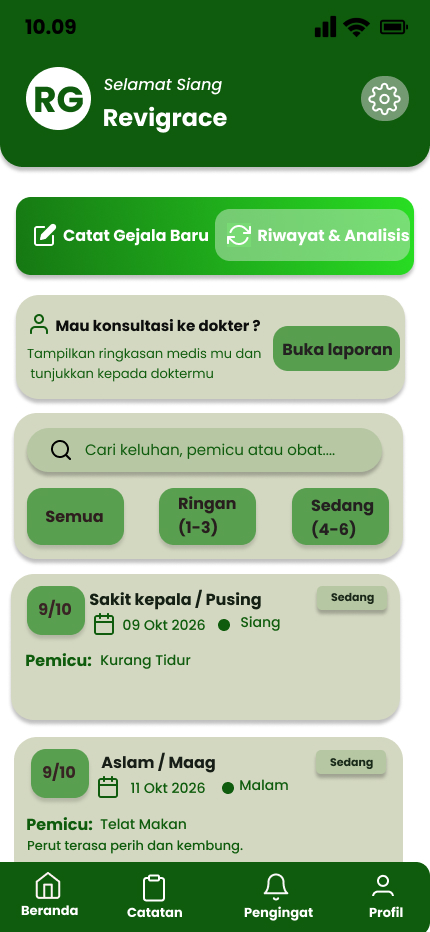 10.09
RG
Selamat Siang
Revigrace
Catat Gejala Baru
Riwayat & Analisis
Mau konsultasi ke dokter ?
Tampilkan ringkasan medis mu dan
tunjukkan kepada doktermu
Buka laporan
Cari keluhan, pemicu atau obat....
Semua
Ringan
(1-3)
Sedang
(4-6)
9/10
Sakit kepala / Pusing
Sedang
09 Okt 2026
Siang
Pemicu: Kurang Tidur
9/10
Aslam / Maag
Sedang
11 Okt 2026
Malam
Pemicu: Telat Makan
Perut terasa perih dan kembung.
Beranda
Catatan
Pengingat
Profil